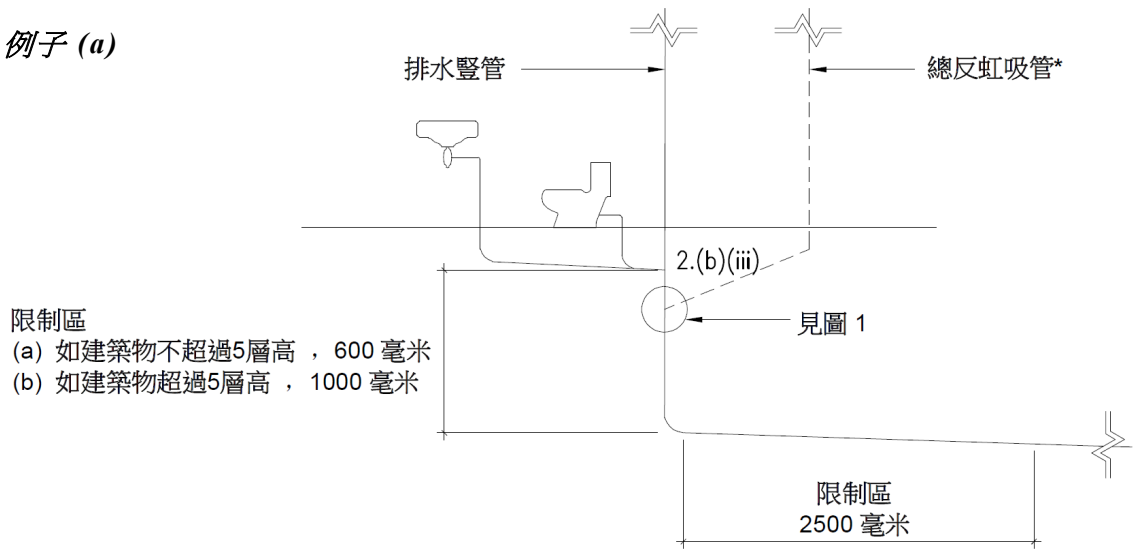 例子 (a)
排水豎管
總反虹吸管*
2.(b)(iii)
見圖 1
限制區
(a) 如建築物不超過5層高 ，600 毫米
(b) 如建築物超過5層高 ，1000 毫米
限制區
2500 毫米